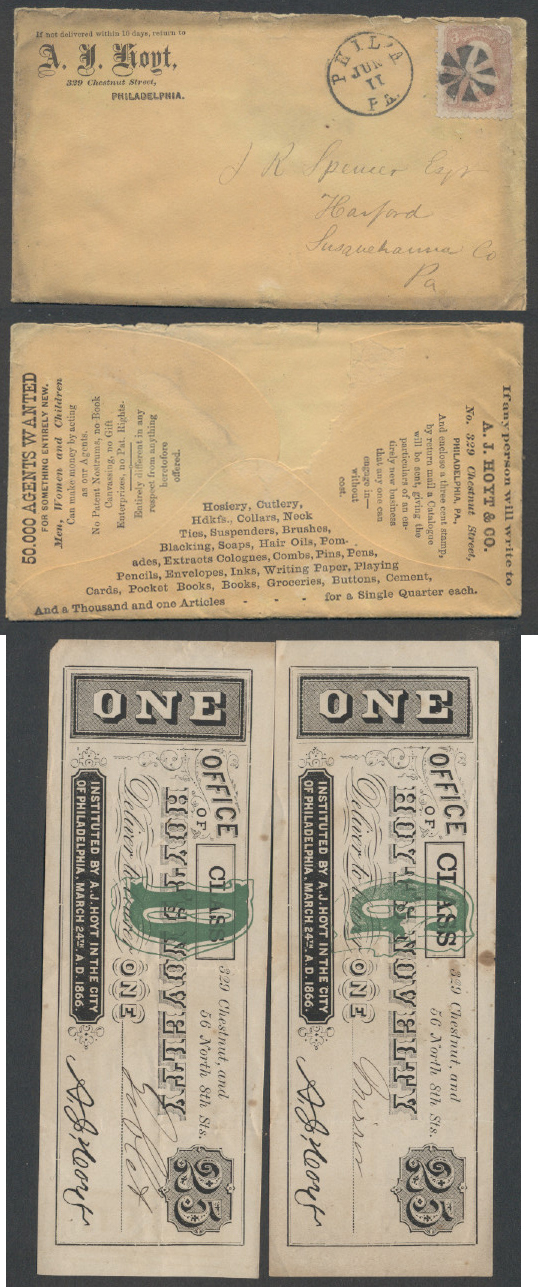 If not delivered within 10 days, return to
A. J. Hoyt,
329 Chestnut Street,
PHILADELPHIA.
PHIL'A
JUN
11
PA.
3
J R Spencer Esqr
Harford
Susquehanna Co
Pa
50.000 AGENTS WANTED
FOR SOMETHING ENTIRELY NEW.
Men, Women and Children
Can make money by acting
as our Agents.
No Patent Nostrums, no Book
Canvassing, no Gift
Enterprizes, no Pat. Rights.
Entirely different in any
respect from anything
heretofore
offered.
Hosiery, Cutlery,
Hdkfs., Collars, Neck
Ties, Suspenders, Brushes,
Blacking, Soaps, Hair Oils, Pom-
ades, Extracts Colognes, Combs, Pins, Pens,
Pencils, Envelopes, Inks, Writing Paper, Playing
Cards, Pocket Books, Books, Groceries, Buttons, Cement,
And a Thousand and one Articles - - - for a Single Quarter each.
If any person will write to
A. J. HOYT & CO.
No. 329 Chestnut Street,
PHILADELPHIA, PA.,
And enclose a three cent stamp,
by return mail a Catalogue
will be sent, giving the
particulars of an en-
tirely new business
that any one can
engage in—
without
cost.
ONE
OFFICE
OF
HOYT'S NOVELTY
CLASS
D
329 Chestnut, and
56 North 8th Sts.
Deliver to bearer
ONE
INSTITUTED BY A.J. HOYT IN THE CITY
OF PHILADELPHIA, MARCH 24TH. A.D. 1866.
A J Hoyt
25
ONE
OFFICE
OF
HOYT'S NOVELTY
CLASS
329 Chestnut, and
56 North 8th Sts.
Deliver to bearer
ONE
Mirror
INSTITUTED BY A.J. HOYT IN THE CITY
OF PHILADELPHIA, MARCH 24TH. A.D. 1866.
A J Hoyt
25